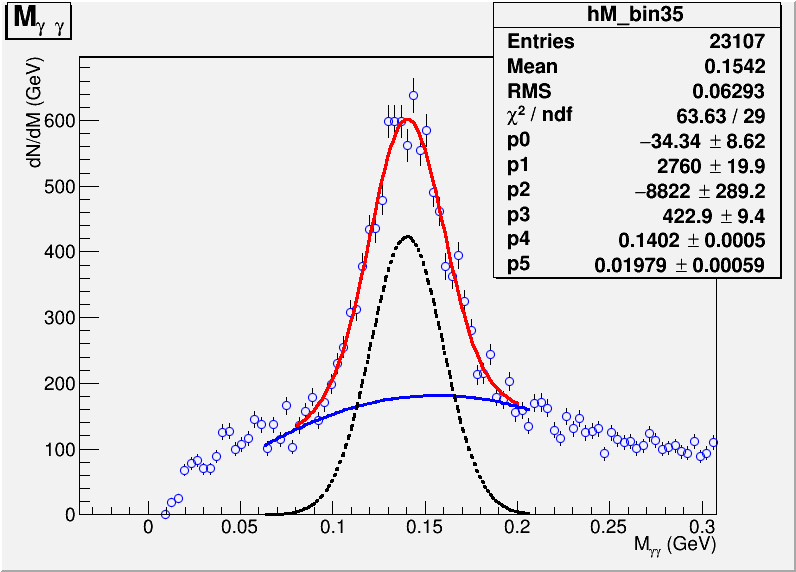 Mγ γ
hM_bin35
Entries 23107
Mean 0.1542
RMS 0.06293
χ² / ndf 63.63 / 29
p0 −34.34 ± 8.62
p1 2760 ± 19.9
p2 −8822 ± 289.2
p3 422.9 ± 9.4
p4 0.1402 ± 0.0005
p5 0.01979 ± 0.00059
dN/dM (GeV)
600
500
400
300
200
100
0
0 0.05 0.1 0.15 0.2 0.25 0.3
Mγγ (GeV)